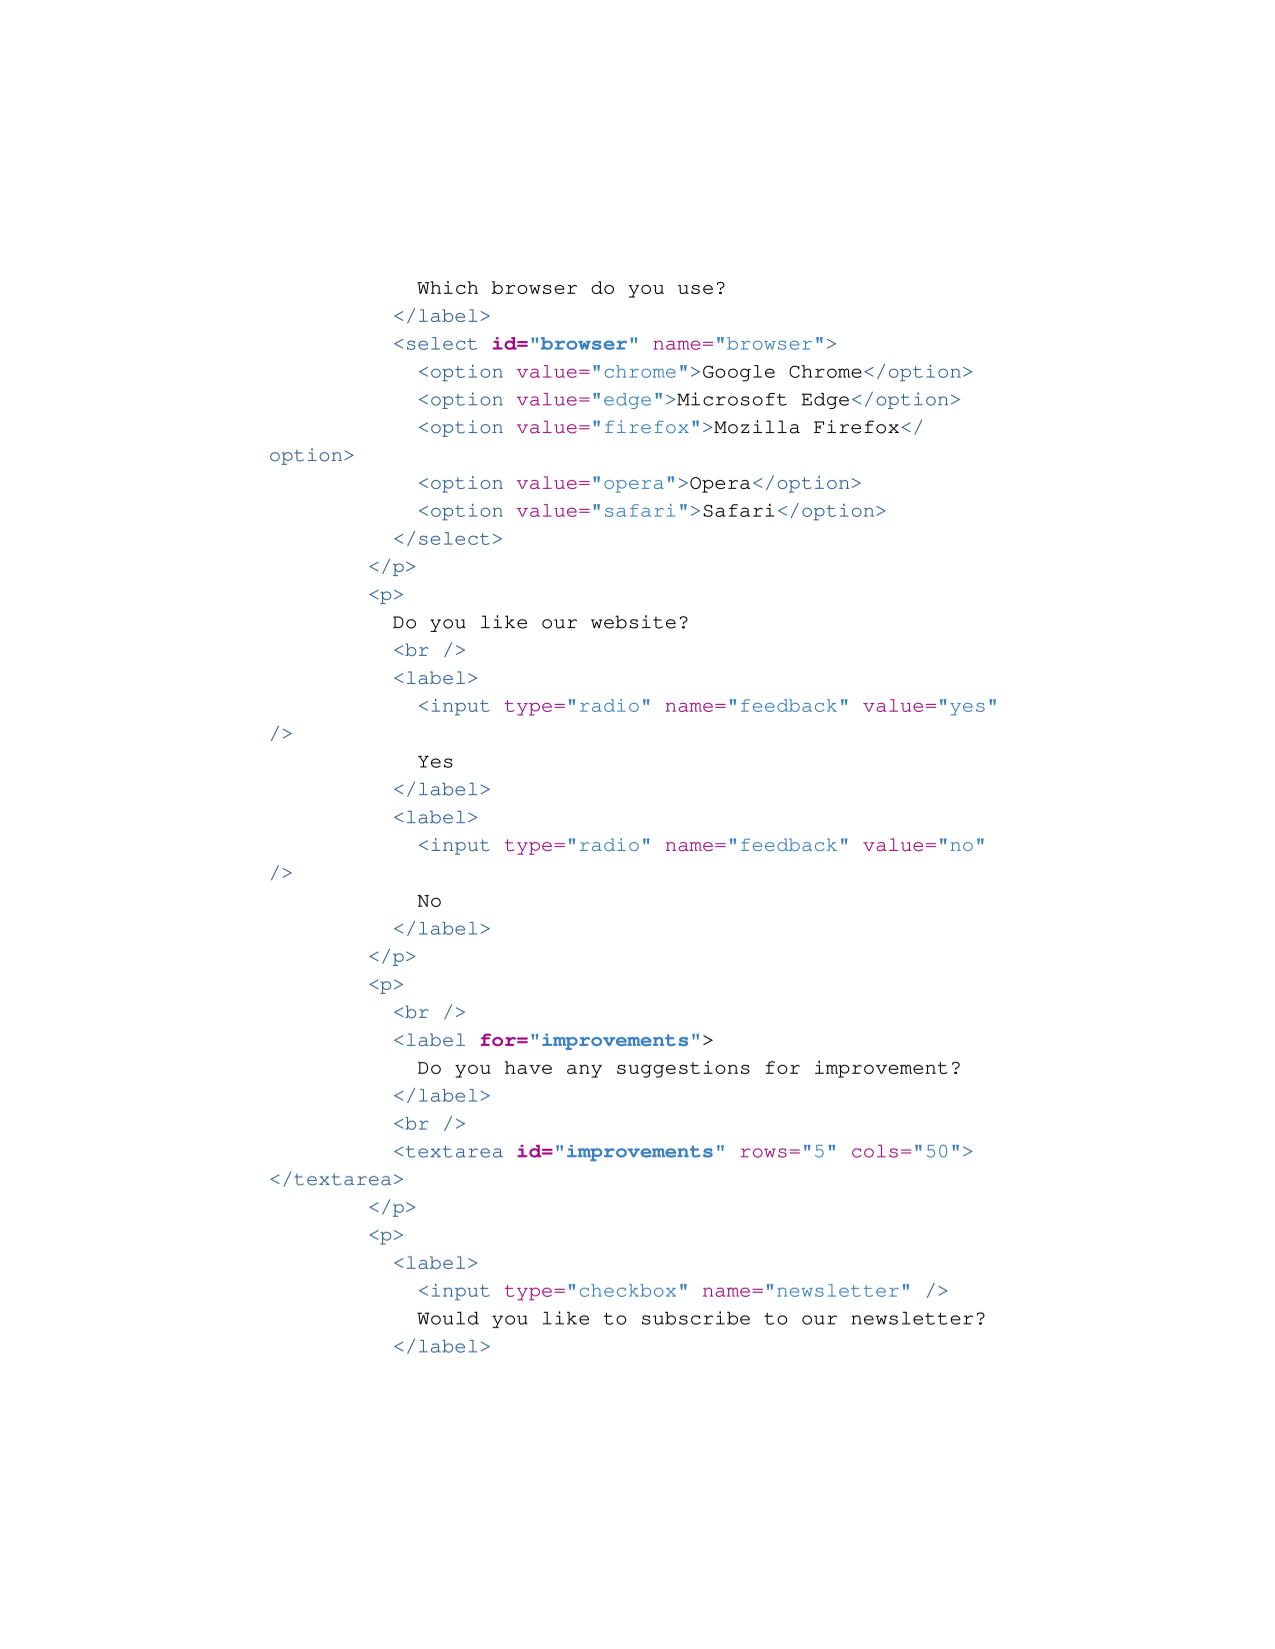 Which browser do you use?
</label>
<select id="browser" name="browser">
<option value="chrome">Google Chrome</option>
<option value="edge">Microsoft Edge</option>
<option value="firefox">Mozilla Firefox</
option>
<option value="opera">Opera</option>
<option value="safari">Safari</option>
</select>
</p>
<p>
Do you like our website?
<br />
<label>
<input type="radio" name="feedback" value="yes"
/>
Yes
</label>
<label>
<input type="radio" name="feedback" value="no"
/>
No
</label>
</p>
<p>
<br />
<label for="improvements">
Do you have any suggestions for improvement?
</label>
<br />
<textarea id="improvements" rows="5" cols="50">
</textarea>
</p>
<p>
<label>
<input type="checkbox" name="newsletter" />
Would you like to subscribe to our newsletter?
</label>